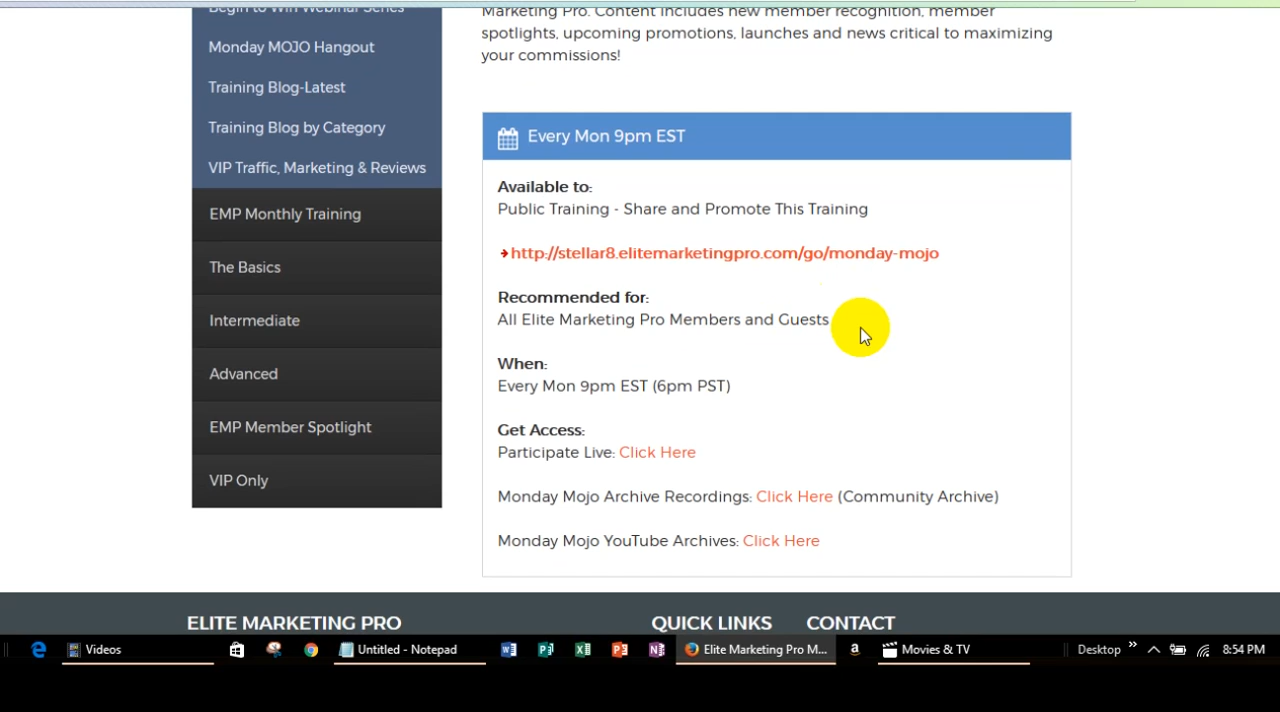 Begin to Win Webinar Series
Monday MOJO Hangout
Training Blog-Latest
Training Blog by Category
VIP Traffic, Marketing & Reviews
EMP Monthly Training
The Basics
Intermediate
Advanced
EMP Member Spotlight
VIP Only
Marketing Pro. Content includes new member recognition, member
spotlights, upcoming promotions, launches and news critical to maximizing
your commissions!
Every Mon 9pm EST
Available to:
Public Training - Share and Promote This Training
http://stellar8.elitemarketingpro.com/go/monday-mojo
Recommended for:
All Elite Marketing Pro Members and Guests
When:
Every Mon 9pm EST (6pm PST)
Get Access:
Participate Live: Click Here
Monday Mojo Archive Recordings: Click Here (Community Archive)
Monday Mojo YouTube Archives: Click Here
ELITE MARKETING PRO
QUICK LINKS
CONTACT
Videos
Untitled - Notepad
Elite Marketing Pro M...
Movies & TV
Desktop
8:54 PM